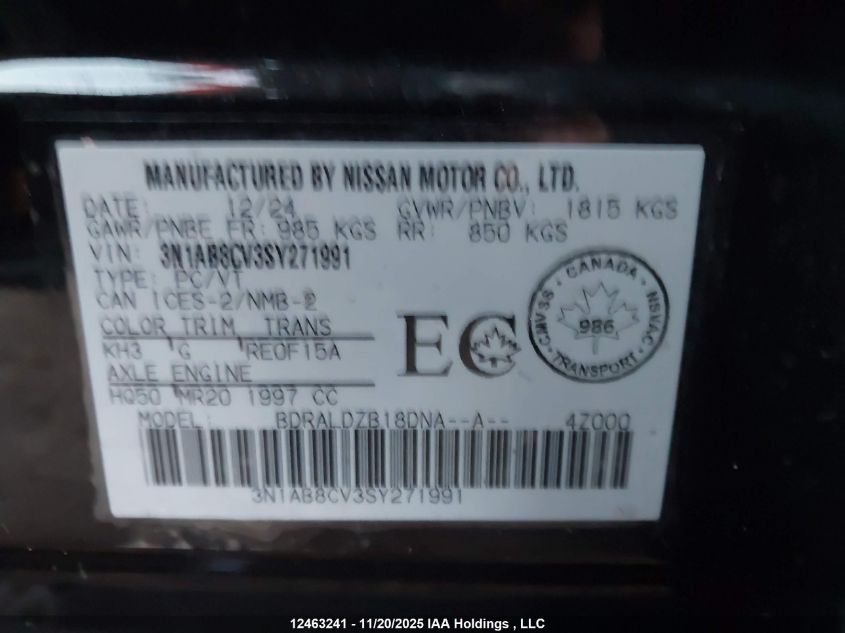 MANUFACTURED BY NISSAN MOTOR CO., LTD.
DATE: 12/24 GVWR/PNBV: 1815 KGS
GAWR/PNBE FR: 985 KGS RR: 850 KGS
VIN: 3N1AB8CV3SY271991
TYPE: PC/VT
CAN ICES-2/NMB-2
COLOR TRIM TRANS
KH3 G RE0F15A
AXLE ENGINE
HQ50 MR20 1997 CC
EC
CANADA
CMVSS NSVAC
986
TRANSPORT
MODEL: BDRALDZB18DNA--A-- 4Z000
3N1AB8CV3SY271991
12463241 - 11/20/2025 IAA Holdings , LLC